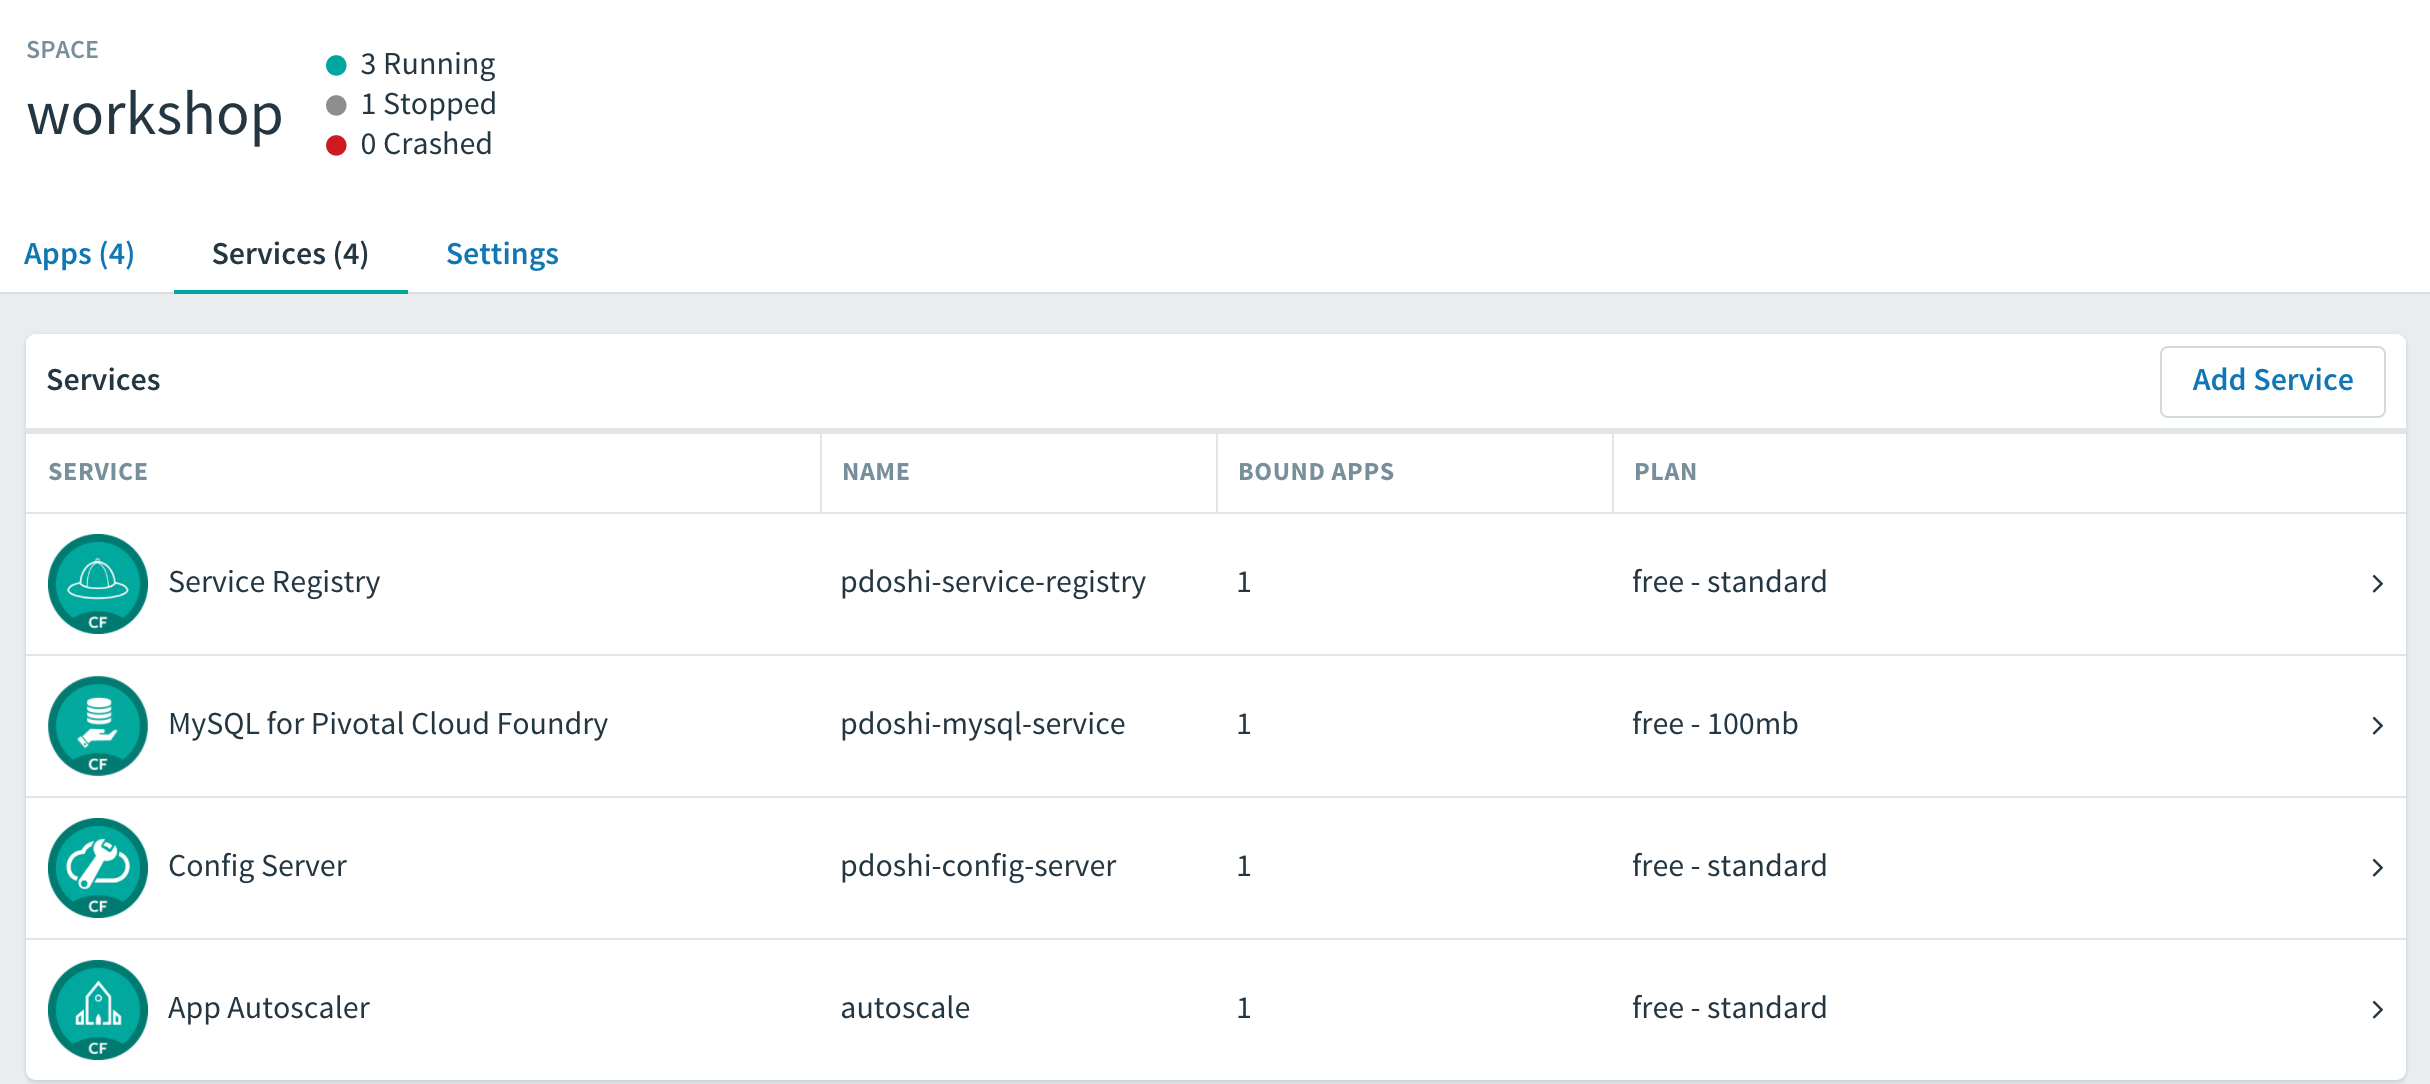 SPACE
workshop
3 Running
1 Stopped
0 Crashed
Apps (4) Services (4) Settings
Services Add Service
SERVICE NAME BOUND APPS PLAN
CF Service Registry pdoshi-service-registry 1 free - standard
CF MySQL for Pivotal Cloud Foundry pdoshi-mysql-service 1 free - 100mb
CF Config Server pdoshi-config-server 1 free - standard
CF App Autoscaler autoscale 1 free - standard